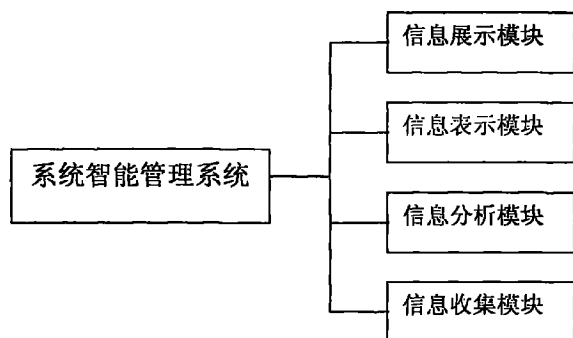 信息展示模块
信息表示模块
系统智能管理系统
信息分析模块
信息收集模块